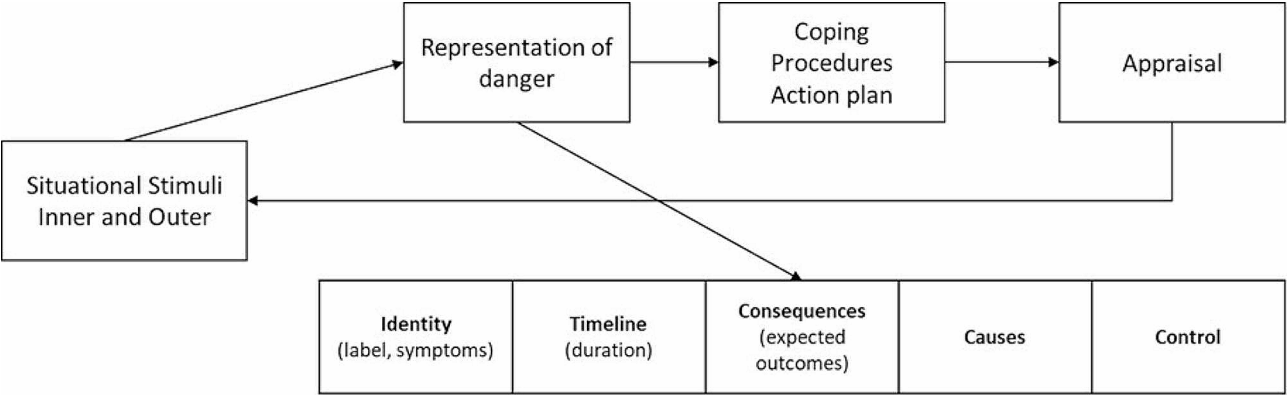 Representation of
danger
Coping
Procedures
Action plan
Appraisal
Situational Stimuli
Inner and Outer
Identity
(label, symptoms)
Timeline
(duration)
Consequences
(expected
outcomes)
Causes
Control